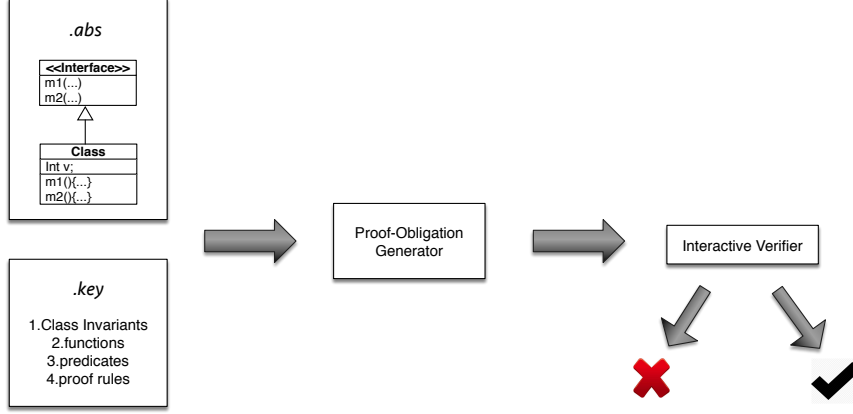 .abs
<<Interface>>
m1(...)
m2(...)
Class
Int v;
m1(){...}
m2(){...}
.key
1.Class Invariants
2.functions
3.predicates
4.proof rules
Proof-Obligation
Generator
Interactive Verifier